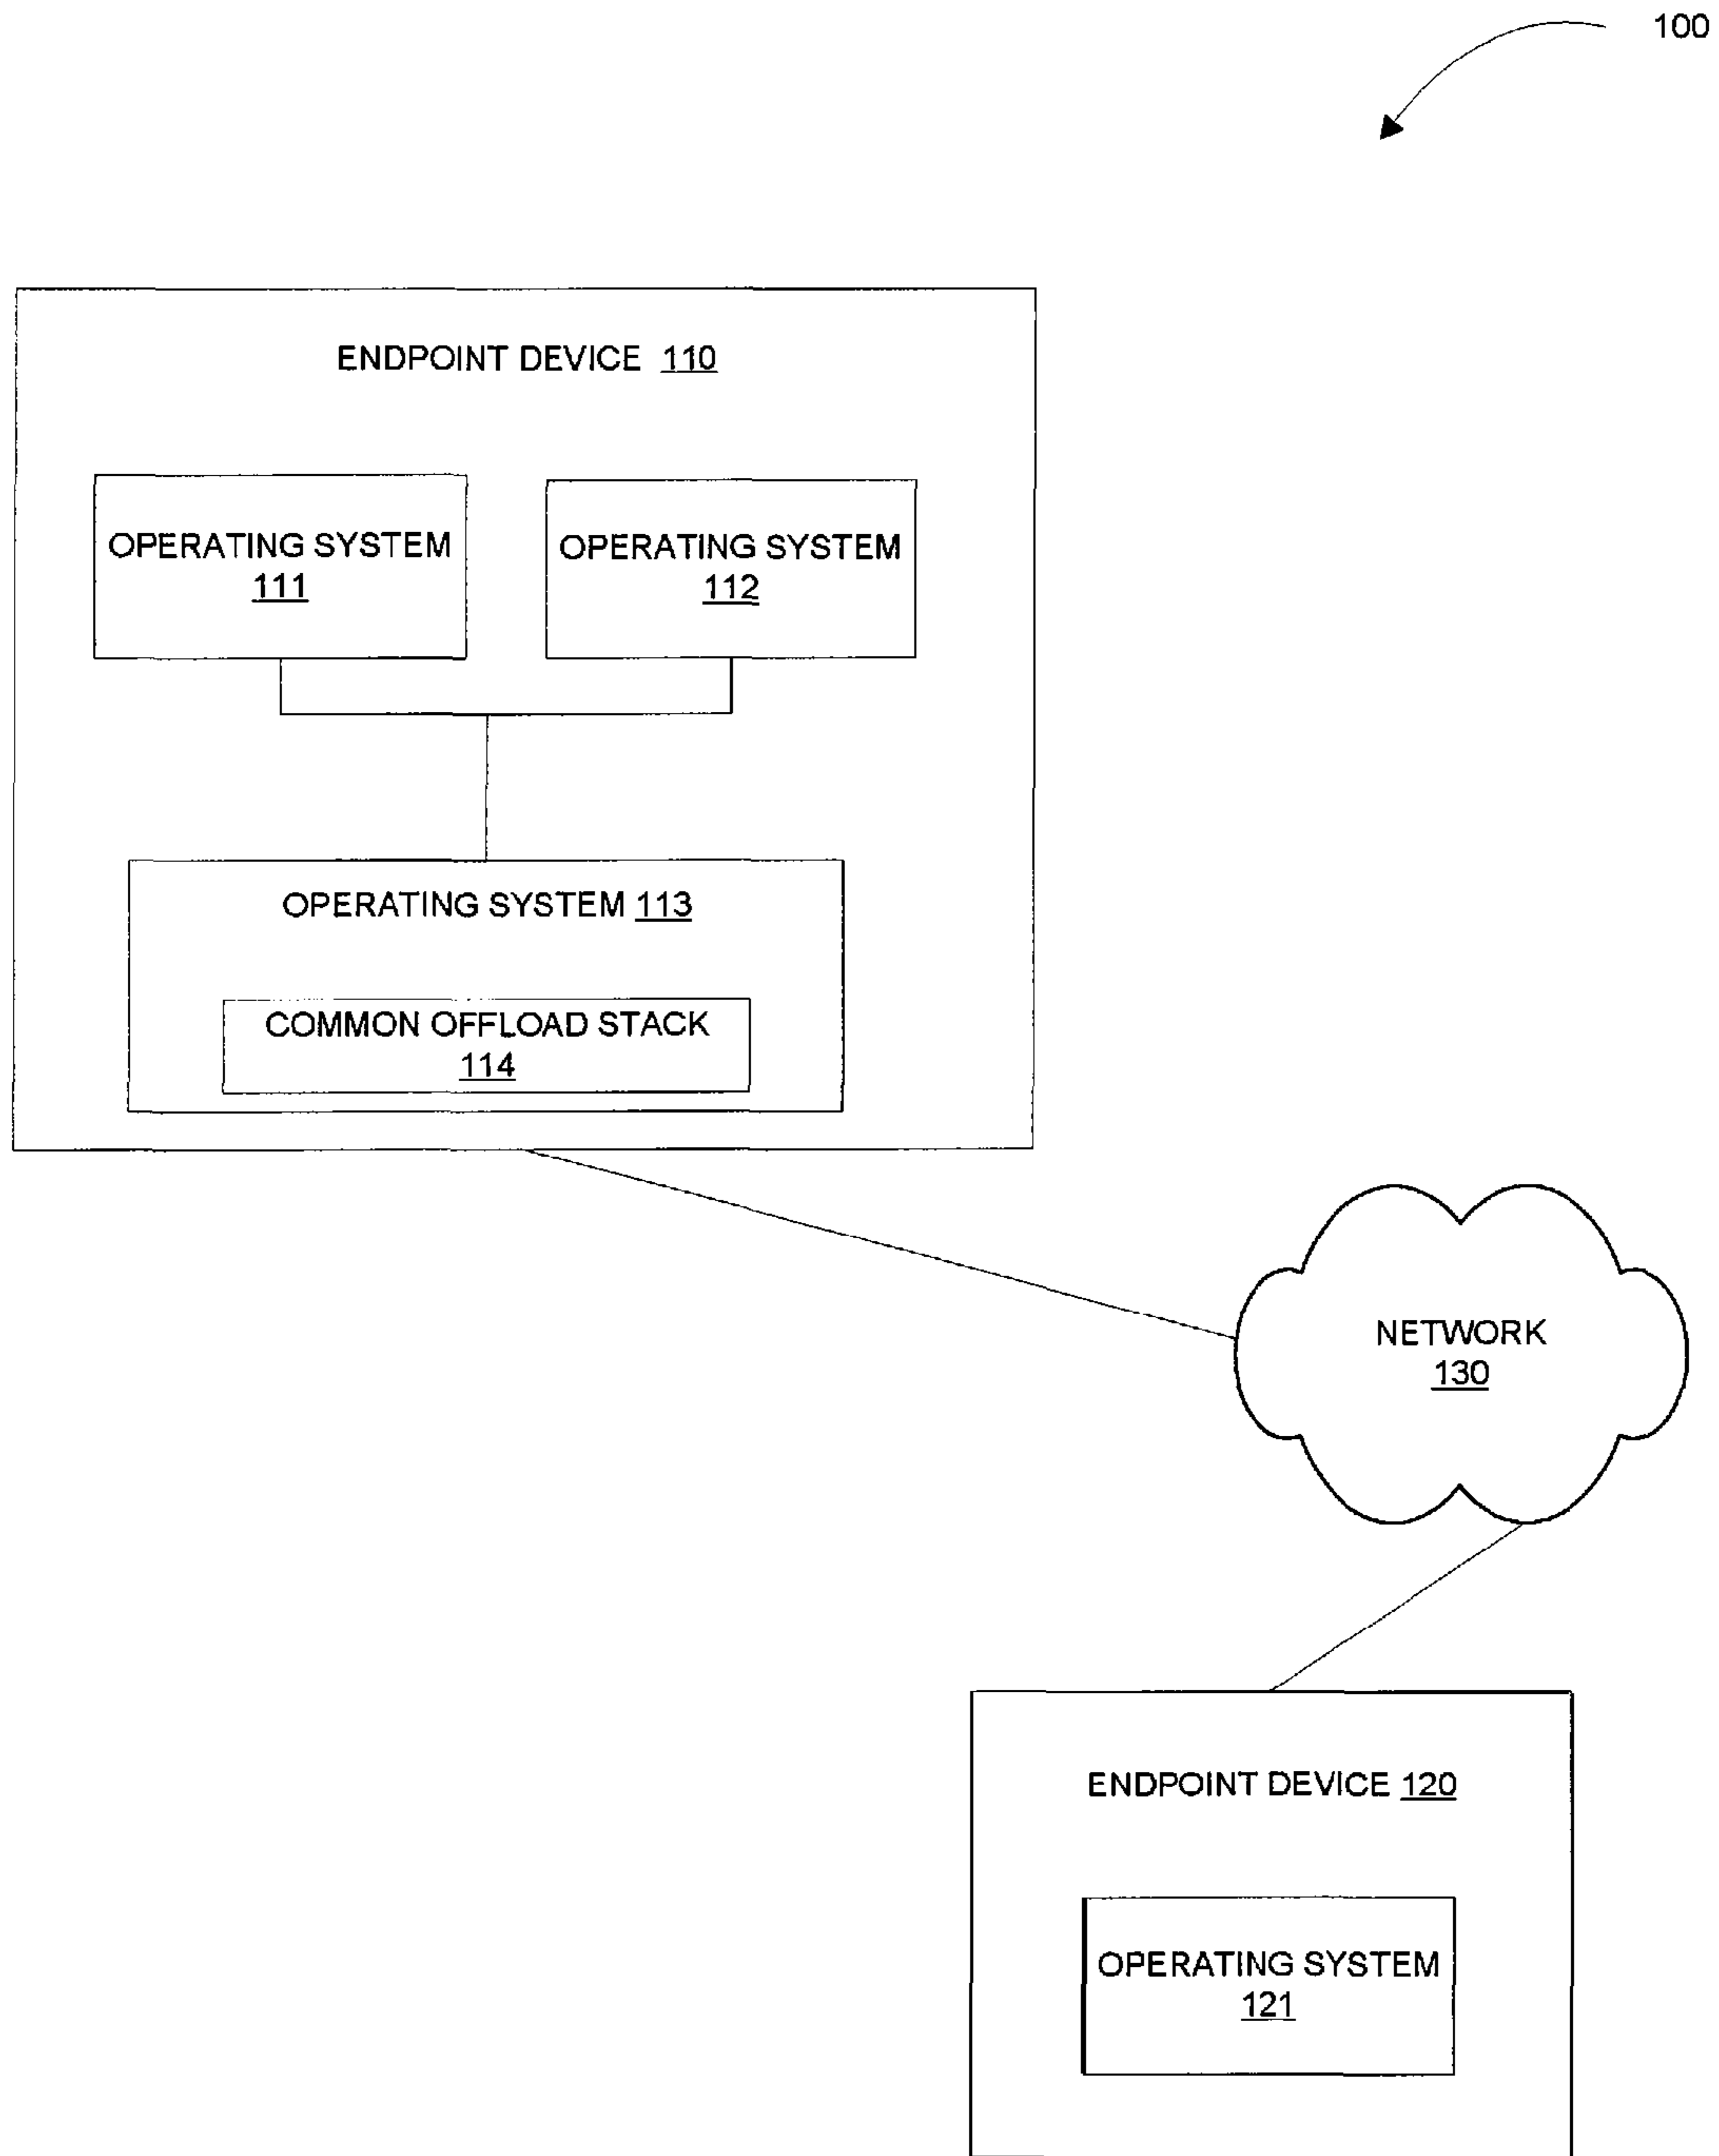 100
ENDPOINT DEVICE 110
OPERATING SYSTEM
111
OPERATING SYSTEM
112
OPERATING SYSTEM 113
COMMON OFFLOAD STACK
114
NETWORK
130
ENDPOINT DEVICE 120
OPERATING SYSTEM
121